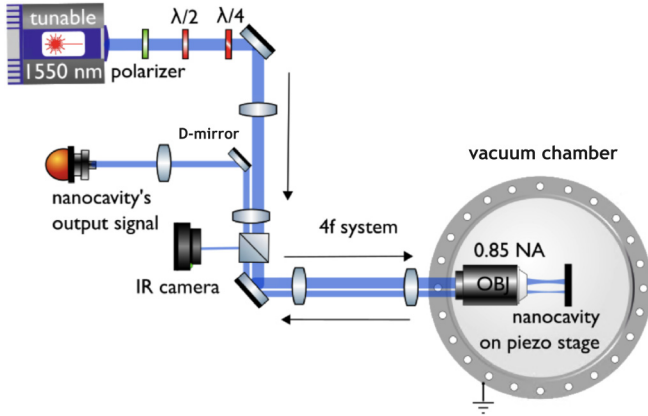 tunable
1550 nm
polarizer
λ/2
λ/4
D-mirror
nanocavity's
output signal
IR camera
4f system
vacuum chamber
0.85 NA
OBJ
nanocavity
on piezo stage